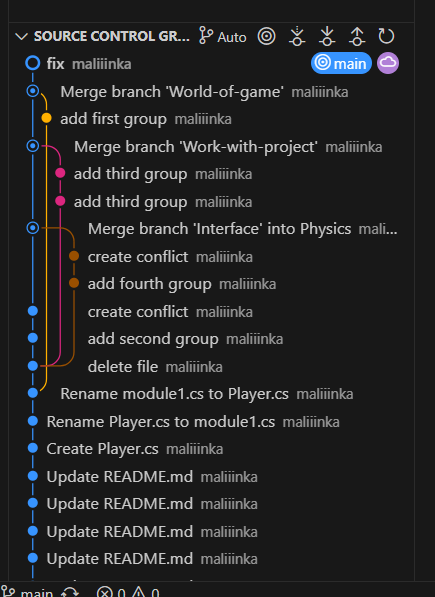 SOURCE CONTROL GR... Auto
fix maliiinka main
Merge branch 'World-of-game' maliiinka
add first group maliiinka
Merge branch 'Work-with-project' maliiinka
add third group maliiinka
add third group maliiinka
Merge branch 'Interface' into Physics mali...
create conflict maliiinka
add fourth group maliiinka
create conflict maliiinka
add second group maliiinka
delete file maliiinka
Rename module1.cs to Player.cs maliiinka
Rename Player.cs to module1.cs maliiinka
Create Player.cs maliiinka
Update README.md maliiinka
Update README.md maliiinka
Update README.md maliiinka
Update README.md maliiinka
main 0 0